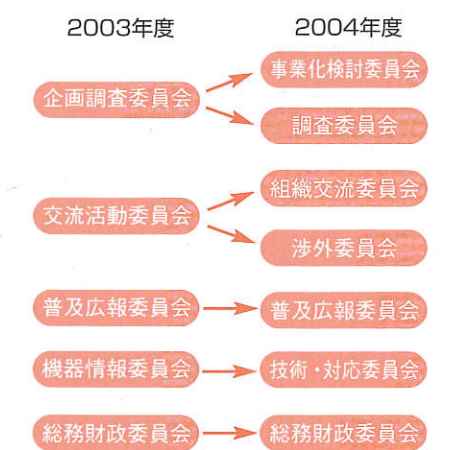 2003年度
2004年度
企画調査委員会
事業化検討委員会
調査委員会
交流活動委員会
組織交流委員会
渉外委員会
普及広報委員会
普及広報委員会
機器情報委員会
技術・対応委員会
総務財政委員会
総務財政委員会